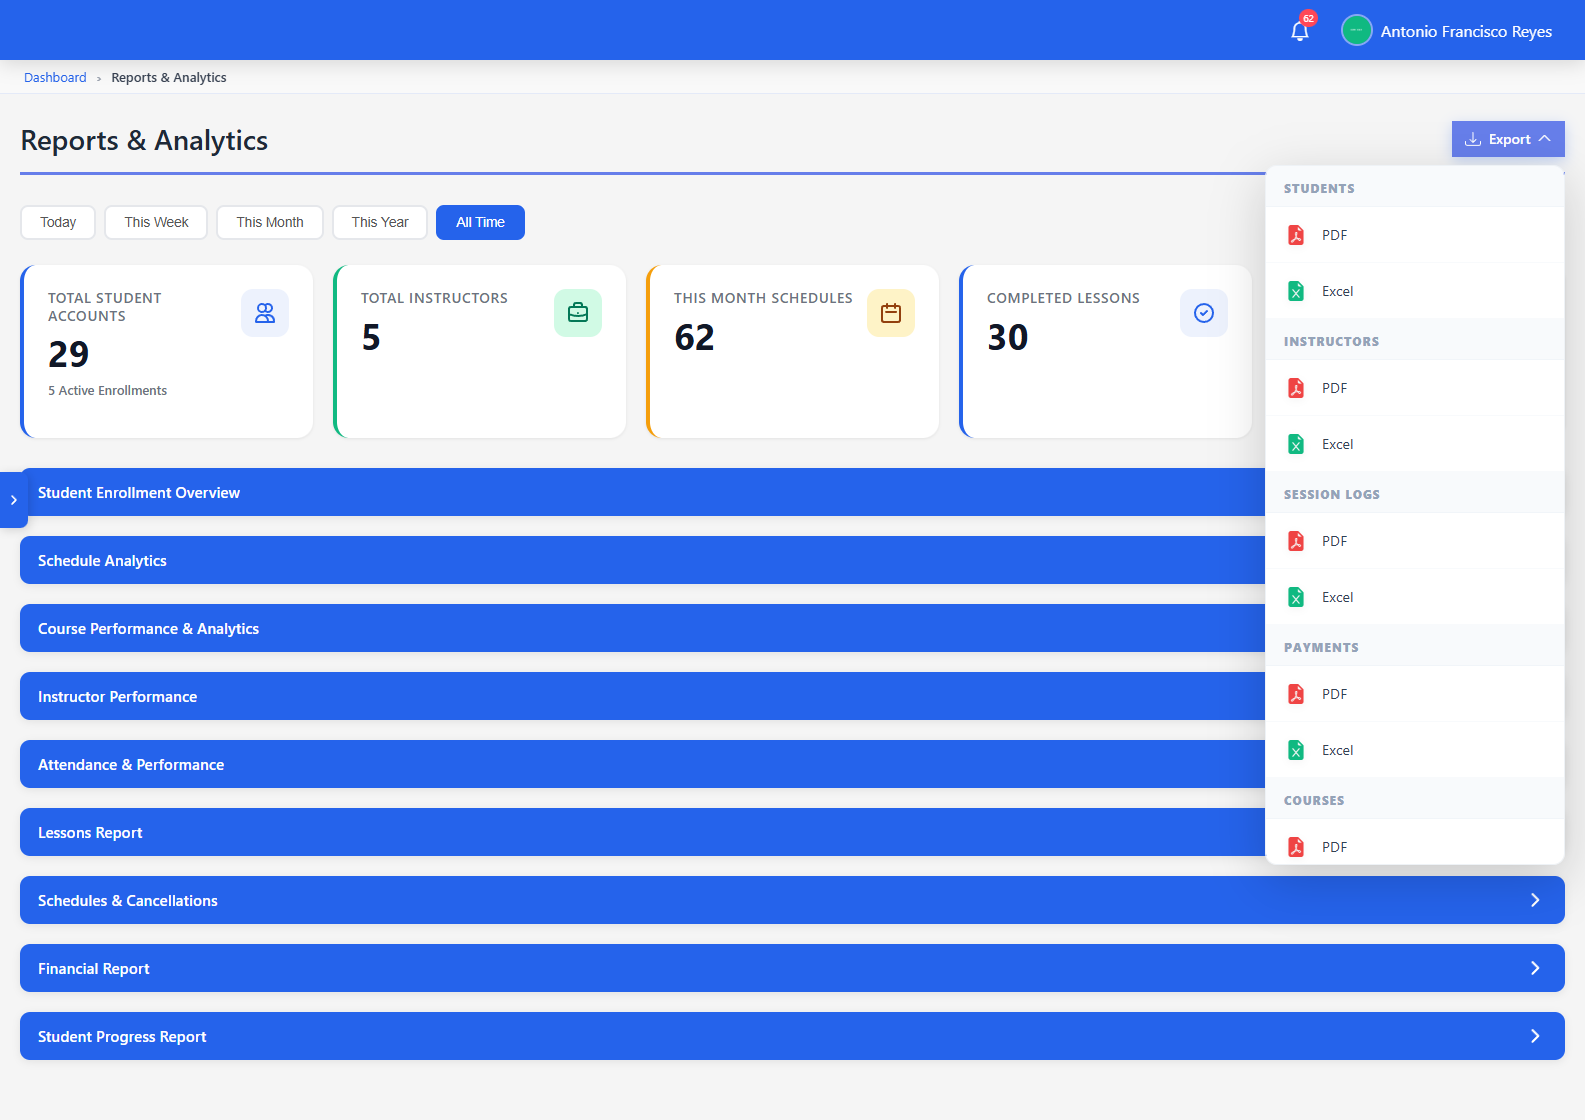 62
Antonio Francisco Reyes
Dashboard > Reports & Analytics
Reports & Analytics
Export
Today
This Week
This Month
This Year
All Time
TOTAL STUDENT
ACCOUNTS
29
5 Active Enrollments
TOTAL INSTRUCTORS
5
THIS MONTH SCHEDULES
62
COMPLETED LESSONS
30
Student Enrollment Overview
Schedule Analytics
Course Performance & Analytics
Instructor Performance
Attendance & Performance
Lessons Report
Schedules & Cancellations
Financial Report
Student Progress Report
STUDENTS
PDF
Excel
INSTRUCTORS
PDF
Excel
SESSION LOGS
PDF
Excel
PAYMENTS
PDF
Excel
COURSES
PDF